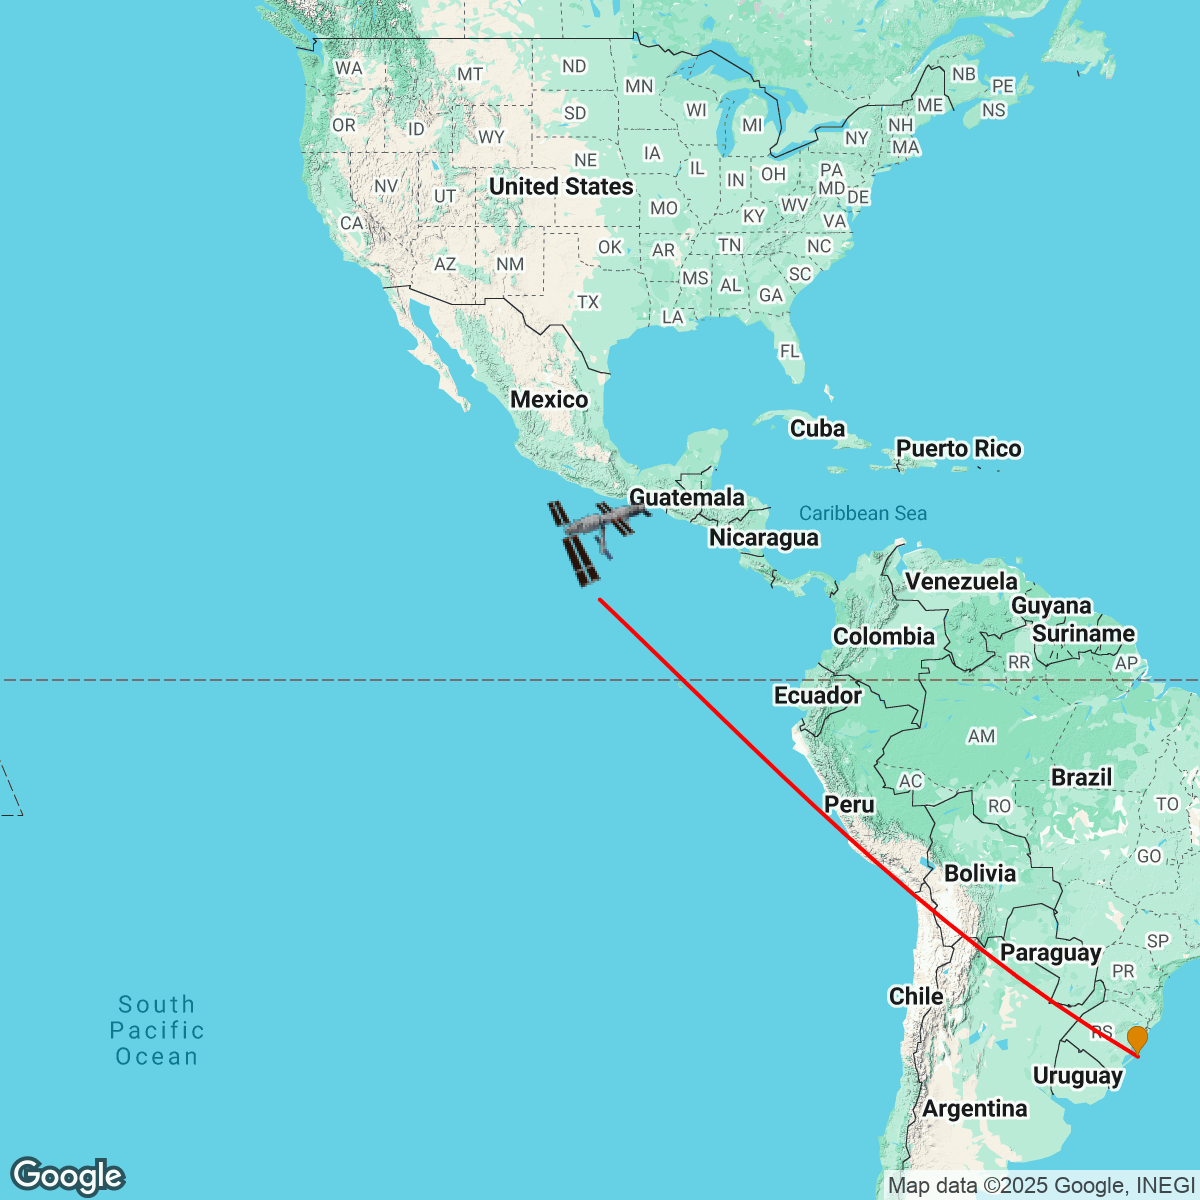 WA
MT
ND
MN
NB
PE
OR
ID
SD
WI
MI
ME
NS
WY
NY
NH
MA
NE
IA
IL
IN
OH
PA
NV
UT
United States
MD
DE
MO
KY
WV
VA
CA
OK
AR
TN
NC
AZ
NM
MS
AL
SC
GA
TX
LA
FL
Mexico
Cuba
Puerto Rico
Guatemala
Caribbean Sea
Nicaragua
Venezuela
Guyana
Colombia
Suriname
RR
AP
Ecuador
AM
AC
Brazil
Peru
RO
TO
GO
Bolivia
SP
Paraguay
PR
Chile
South
Pacific
Ocean
RS
Uruguay
Argentina
Google
Map data ©2025 Google, INEGI